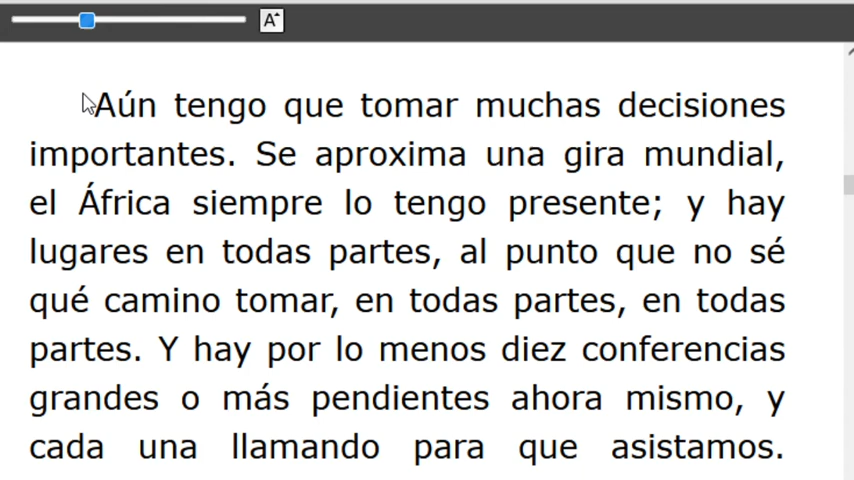 A
Aún tengo que tomar muchas decisiones
importantes. Se aproxima una gira mundial,
el África siempre lo tengo presente; y hay
lugares en todas partes, al punto que no sé
qué camino tomar, en todas partes, en todas
partes. Y hay por lo menos diez conferencias
grandes o más pendientes ahora mismo, y
cada una llamando para que asistamos.